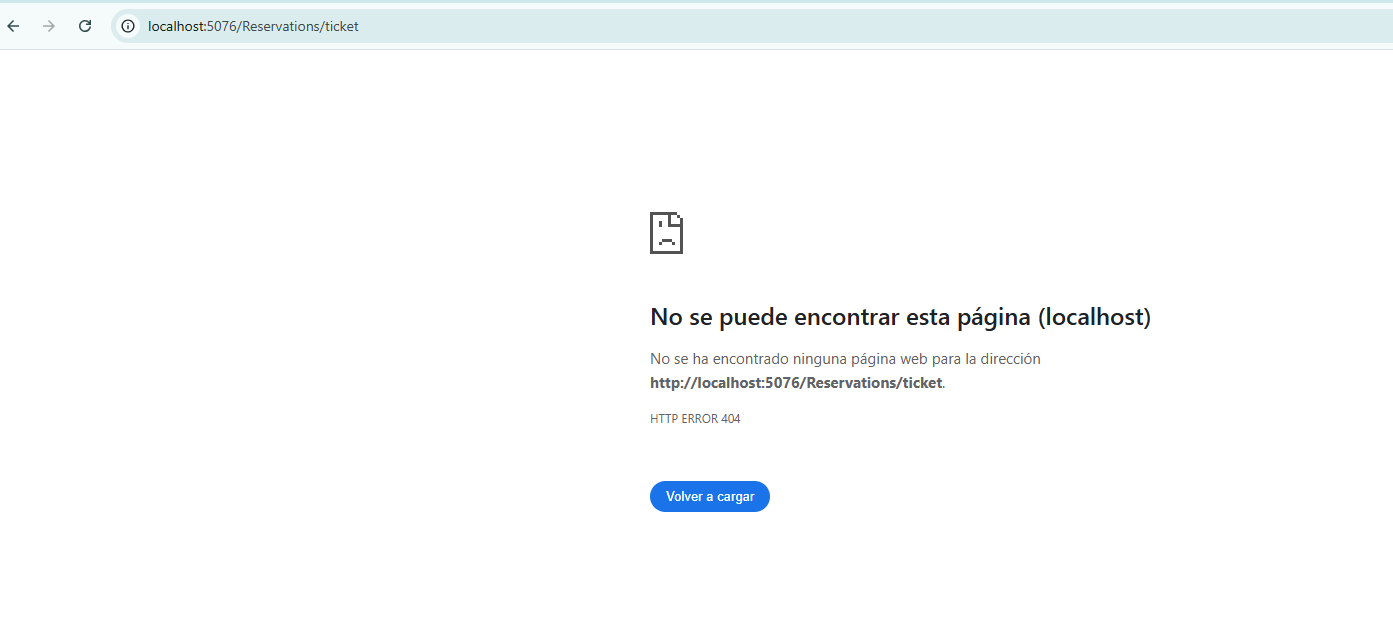 localhost:5076/Reservations/ticket
No se puede encontrar esta página (localhost)
No se ha encontrado ninguna página web para la dirección
http://localhost:5076/Reservations/ticket.
HTTP ERROR 404
Volver a cargar